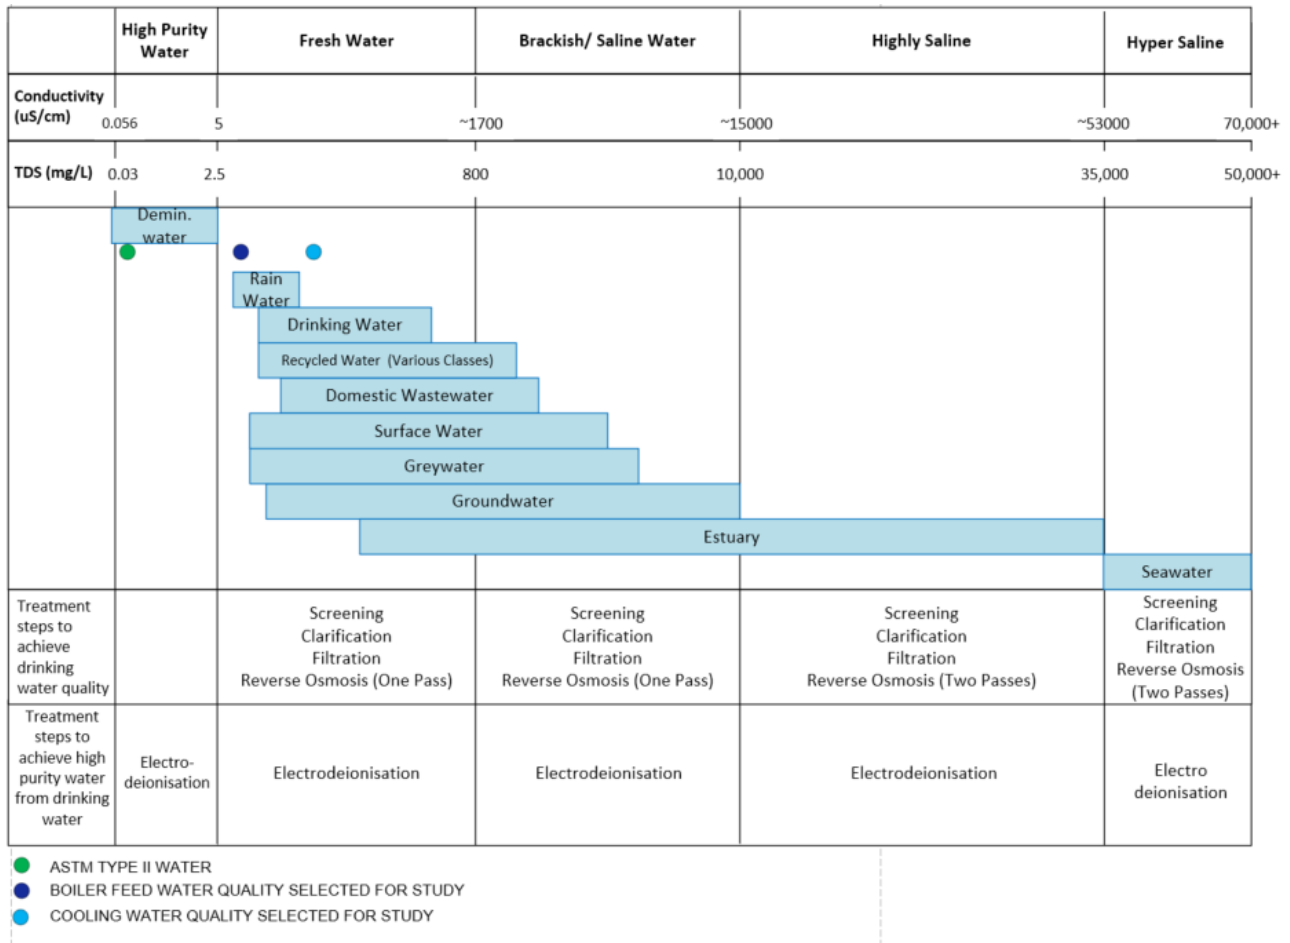 High Purity
Water
Fresh Water
Brackish/ Saline Water
Highly Saline
Hyper Saline
Conductivity
(uS/cm)
0.056
5
~1700
~15000
~53000
70,000+
TDS (mg/L)
0.03
2.5
800
10,000
35,000
50,000+
Demin.
water
Rain
Water
Drinking Water
Recycled Water (Various Classes)
Domestic Wastewater
Surface Water
Greywater
Groundwater
Estuary
Seawater
Treatment
steps to
achieve
drinking
water quality
Screening
Clarification
Filtration
Reverse Osmosis (One Pass)
Screening
Clarification
Filtration
Reverse Osmosis (One Pass)
Screening
Clarification
Filtration
Reverse Osmosis (Two Passes)
Screening
Clarification
Filtration
Reverse Osmosis
(Two Passes)
Treatment
steps to
achieve high
purity water
from drinking
water
Electro-
deionisation
Electrodeionisation
Electrodeionisation
Electrodeionisation
Electro
deionisation
ASTM TYPE II WATER
BOILER FEED WATER QUALITY SELECTED FOR STUDY
COOLING WATER QUALITY SELECTED FOR STUDY